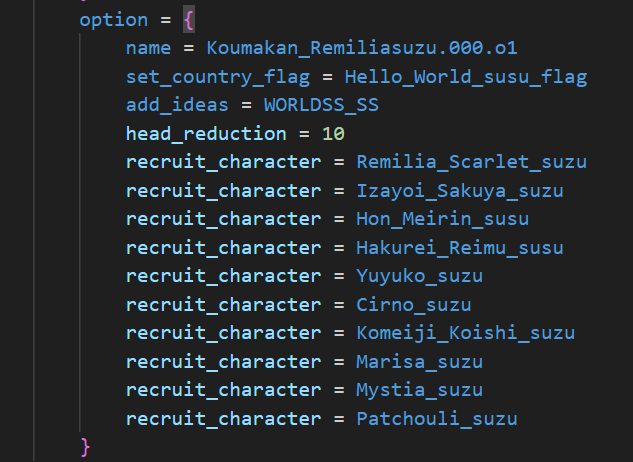 option = {
name = Koumakan_Remiliasuzu.000.o1
set_country_flag = Hello_World_susu_flag
add_ideas = WORLDSS_SS
head_reduction = 10
recruit_character = Remilia_Scarlet_suzu
recruit_character = Izayoi_Sakuya_suzu
recruit_character = Hon_Meirin_susu
recruit_character = Hakurei_Reimu_susu
recruit_character = Yuyuko_suzu
recruit_character = Cirno_suzu
recruit_character = Komeiji_Koishi_suzu
recruit_character = Marisa_suzu
recruit_character = Mystia_suzu
recruit_character = Patchouli_suzu
}